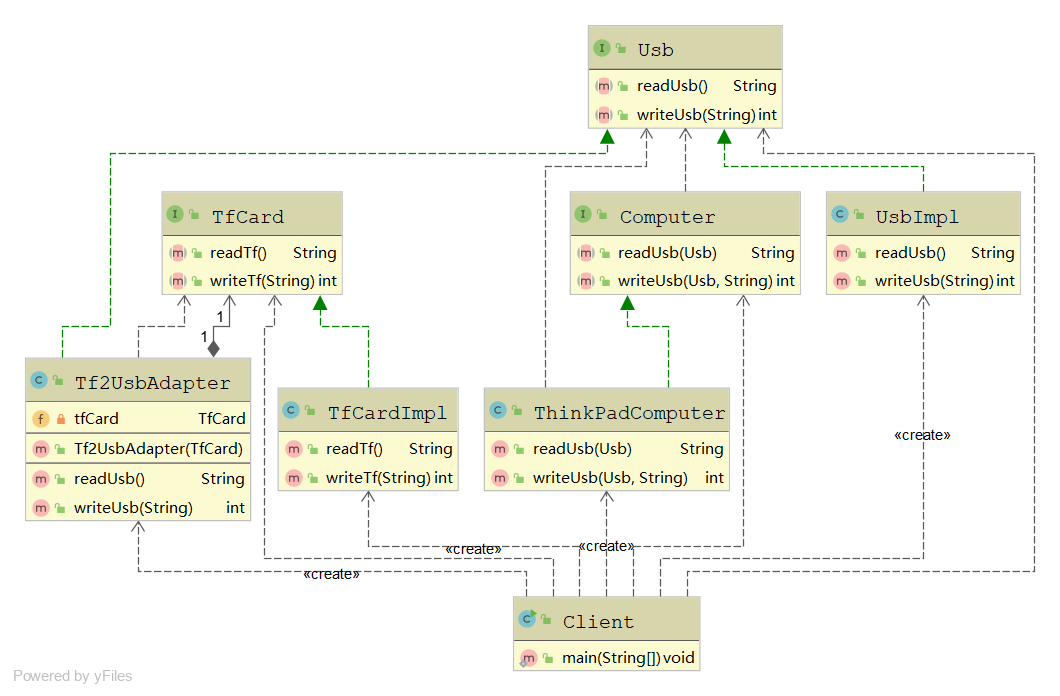 Usb
readUsb() String
writeUsb(String) int
TfCard
readTf() String
writeTf(String) int
Computer
readUsb(Usb) String
writeUsb(Usb, String) int
UsbImpl
readUsb() String
writeUsb(String) int
1
1
Tf2UsbAdapter
tfCard TfCard
Tf2UsbAdapter(TfCard)
readUsb() String
writeUsb(String) int
TfCardImpl
readTf() String
writeTf(String) int
ThinkPadComputer
readUsb(Usb) String
writeUsb(Usb, String) int
«create»
«create»
«create»
«create»
Client
main(String[]) void
Powered by yFiles